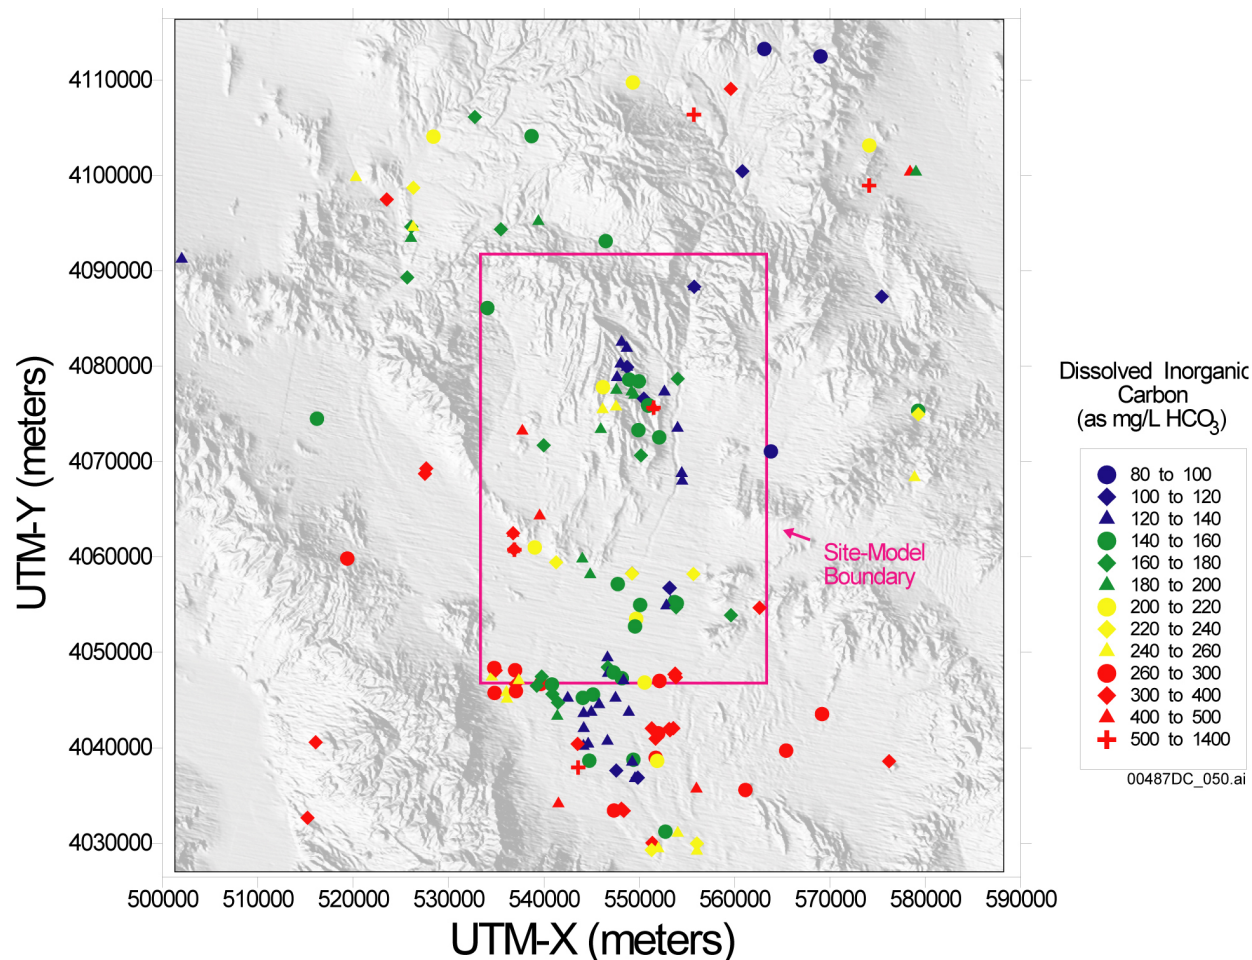 4110000
4100000
4090000
4080000
4070000
4060000
4050000
4040000
4030000
UTM-Y (meters)
500000 510000 520000 530000 540000 550000 560000 570000 580000 590000
UTM-X (meters)
Site-Model
Boundary
Dissolved Inorganic
Carbon
(as mg/L HCO3)
80 to 100
100 to 120
120 to 140
140 to 160
160 to 180
180 to 200
200 to 220
220 to 240
240 to 260
260 to 300
300 to 400
400 to 500
500 to 1400
00487DC_050.ai